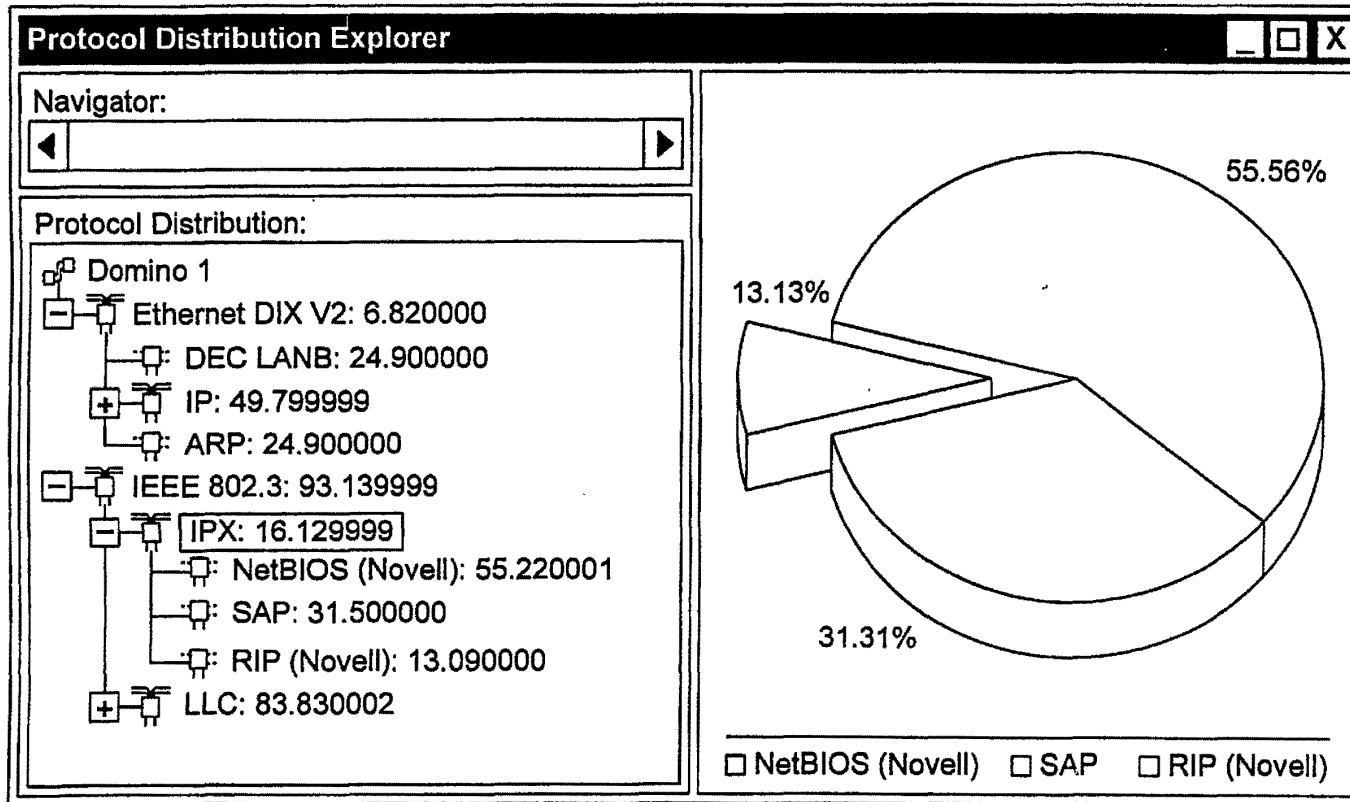 Protocol Distribution Explorer
Navigator:
Protocol Distribution:
Domino 1
Ethernet DIX V2: 6.820000
DEC LANB: 24.900000
IP: 49.799999
ARP: 24.900000
IEEE 802.3: 93.139999
IPX: 16.129999
NetBIOS (Novell): 55.220001
SAP: 31.500000
RIP (Novell): 13.090000
LLC: 83.830002
55.56%
13.13%
31.31%
NetBIOS (Novell) SAP RIP (Novell)